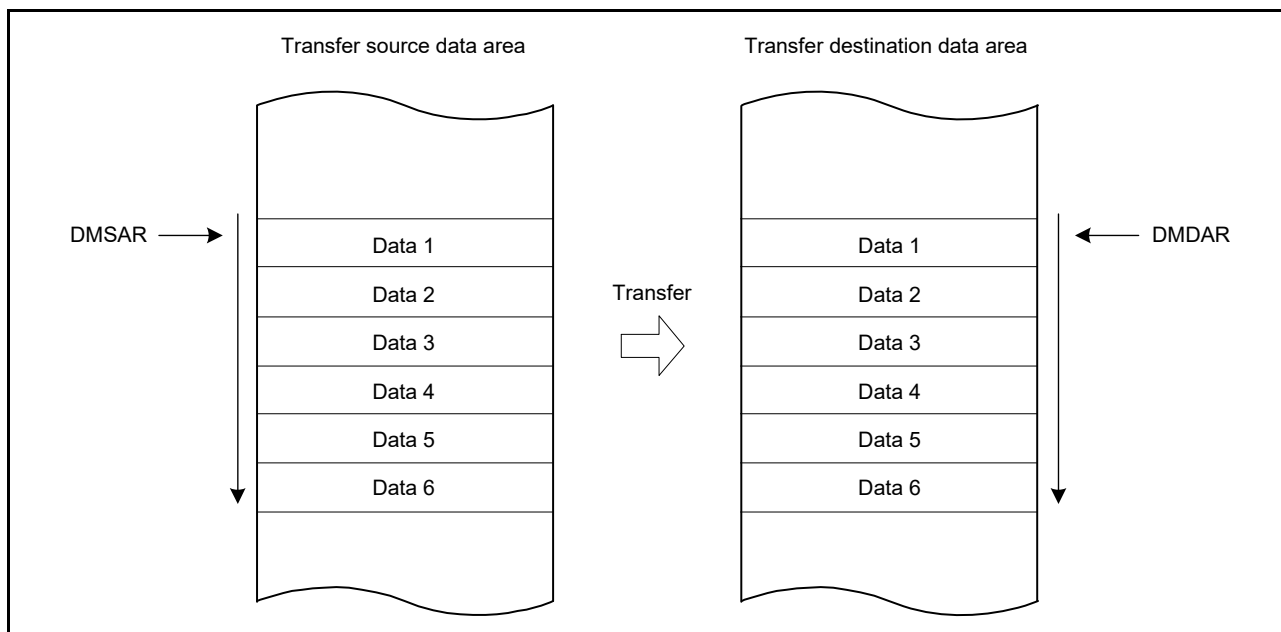 Transfer source data area
Transfer destination data area
DMSAR
Data 1
Data 2
Data 3
Data 4
Data 5
Data 6
Transfer
Data 1
Data 2
Data 3
Data 4
Data 5
Data 6
DMDAR